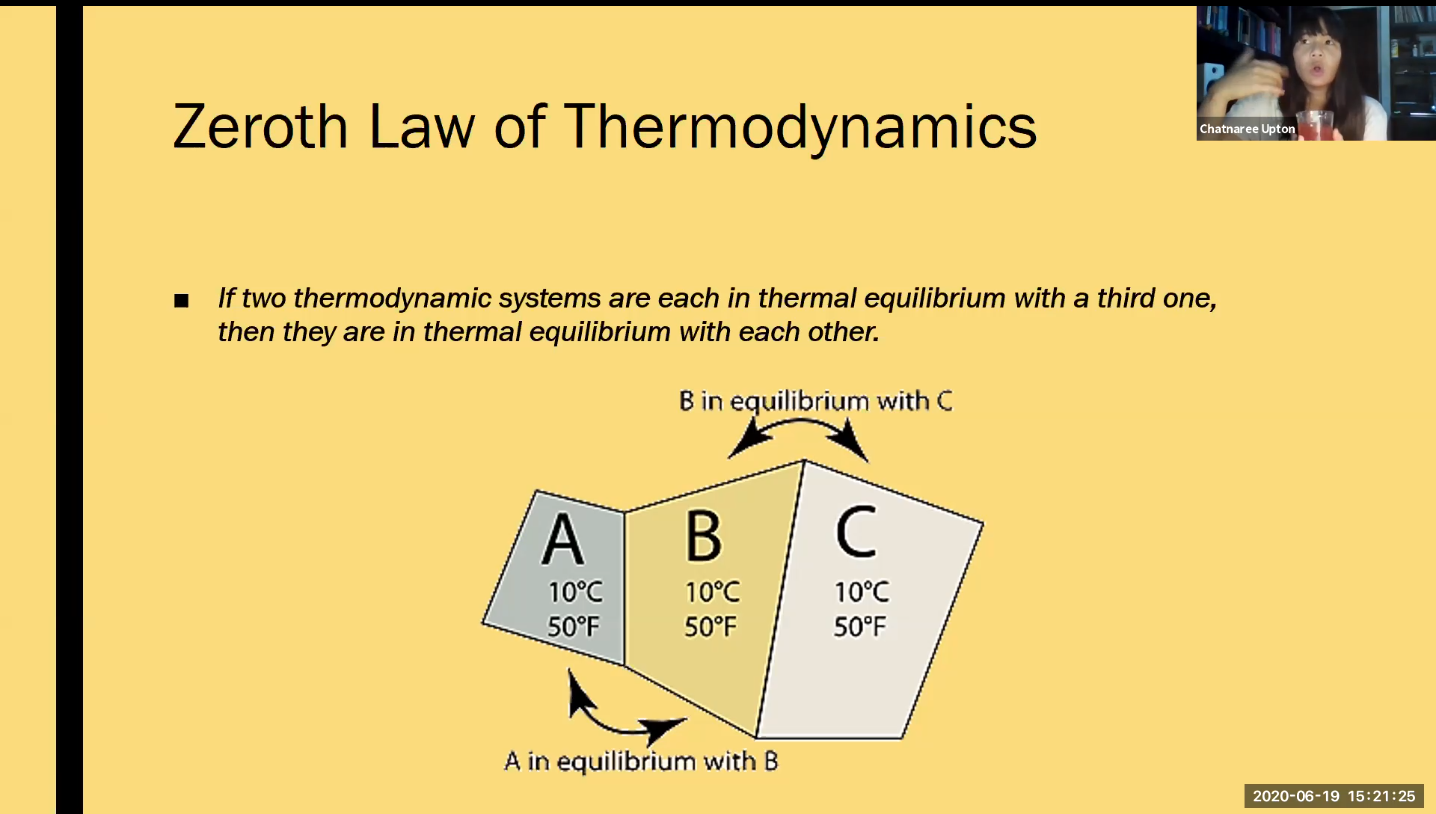 Zeroth Law of Thermodynamics
Chatnaree Upton
■ If two thermodynamic systems are each in thermal equilibrium with a third one,
then they are in thermal equilibrium with each other.
B in equilibrium with C
A
10°C
50°F
B
10°C
50°F
C
10°C
50°F
A in equilibrium with B
2020-06-19 15:21:25